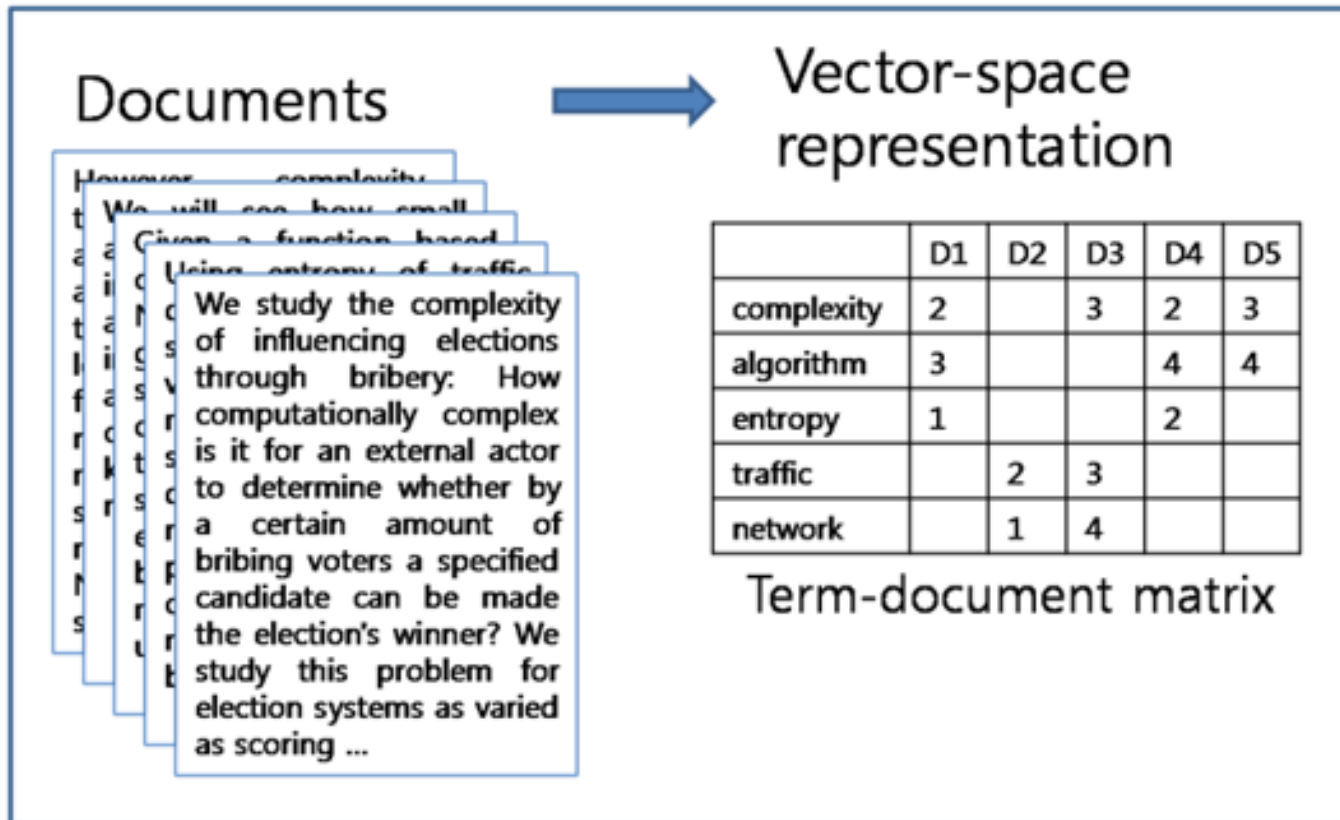 Documents
Vector-space
representation
However complexity
We will see how small
Given a function based
Using entropy of traffic
We study the complexity
of influencing elections
through bribery: How
computationally complex
is it for an external actor
to determine whether by
a certain amount of
bribing voters a specified
candidate can be made
the election's winner? We
study this problem for
election systems as varied
as scoring ...
D1 D2 D3 D4 D5
complexity 2 3 2 3
algorithm 3 4 4
entropy 1 2
traffic 2 3
network 1 4
Term-document matrix